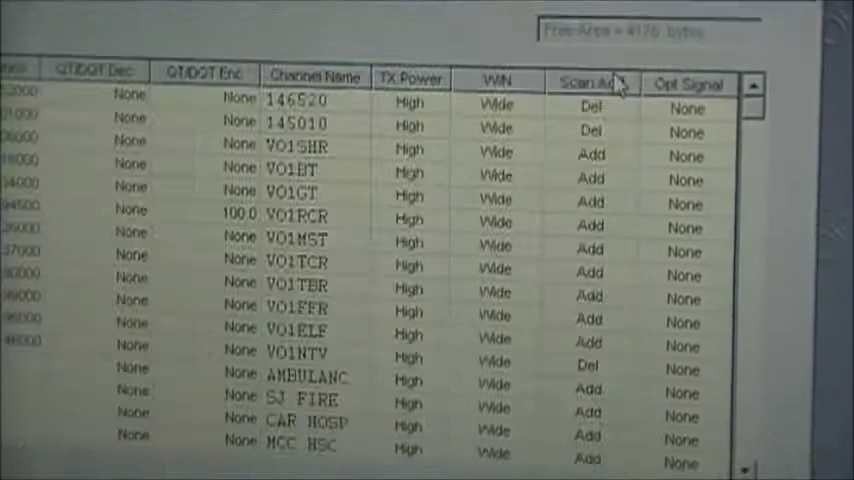 Free Area = 4176 bytes
QT/DQT Dec QT/DQT Enc Channel Name TX Power W/N Scan Add Opt Signal
None None 146520 High Wide Del None
None None 145010 High Wide Del None
None None VO1SHR High Wide Add None
None None VO1BT High Wide Add None
None None VO1GT High Wide Add None
None 100.0 VO1RCR High Wide Add None
None None VO1MST High Wide Add None
None None VO1TCR High Wide Add None
None None VO1TBR High Wide Add None
None None VO1FFR High Wide Add None
None None VO1ELF High Wide Add None
None None VO1NTV High Wide Del None
None None AMBULANC High Wide Add None
None None SJ FIRE High Wide Add None
None None CAR HOSP High Wide Add None
None None MCC HSC High Wide Add None